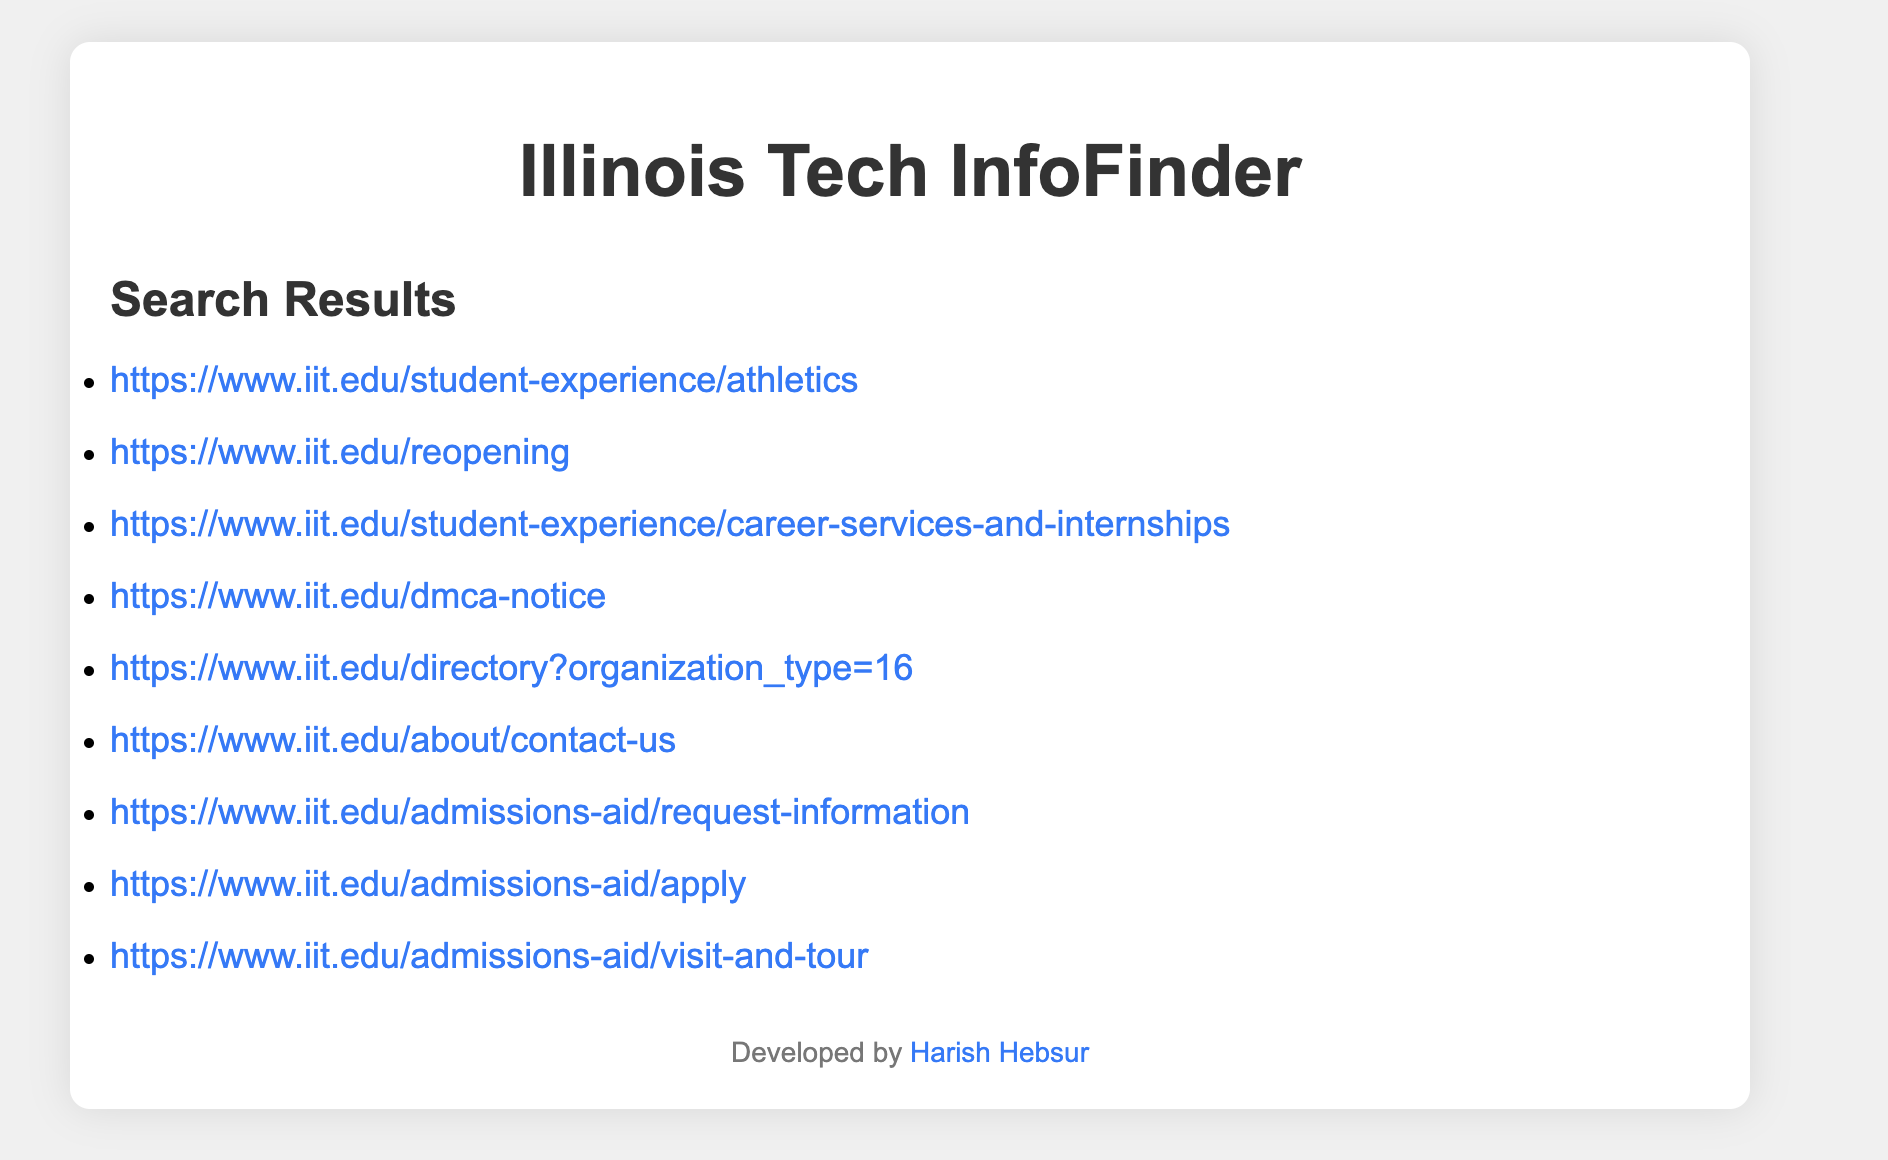 Illinois Tech InfoFinder
Search Results
https://www.iit.edu/student-experience/athletics
https://www.iit.edu/reopening
https://www.iit.edu/student-experience/career-services-and-internships
https://www.iit.edu/dmca-notice
https://www.iit.edu/directory?organization_type=16
https://www.iit.edu/about/contact-us
https://www.iit.edu/admissions-aid/request-information
https://www.iit.edu/admissions-aid/apply
https://www.iit.edu/admissions-aid/visit-and-tour
Developed by Harish Hebsur